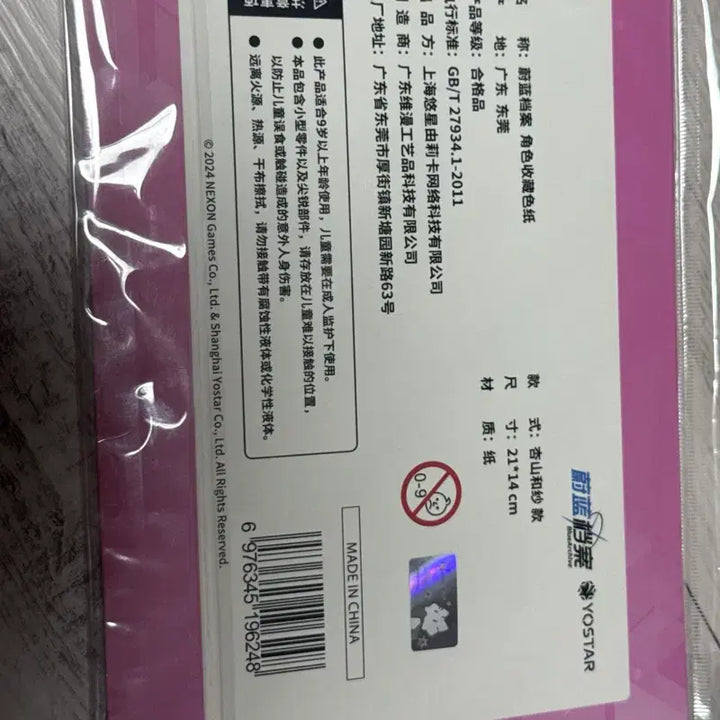 蔚蓝档案
BlueArchive
YOSTAR
称：蔚蓝档案 角色收藏色纸
地：广东 东莞
产品等级：合格品
执行标准：GB/T 27934.1-2011
品 方：上海悠星由莉卡网络科技有限公司
造 商：广东维漫工艺品科技有限公司
厂地址：广东省东莞市厚街镇新塘园新路63号
款 式：杏山和纱 款
尺 寸：21*14 cm
材 质：纸
0-9
MADE IN CHINA
● 此产品适合9岁以上年龄使用，儿童需要在成人监护下使用。
● 本品包含小型零件以及尖锐部件，请存放在儿童难以接触的位置，
以防止儿童误食或触碰造成的意外人身伤害。
● 远离火源、热源、干布擦拭，请勿接触带有腐蚀性液体或化学性液体。
6 976345 196248
© 2024 NEXON Games Co., Ltd. & Shanghai Yostar Co., Ltd. All Rights Reserved.